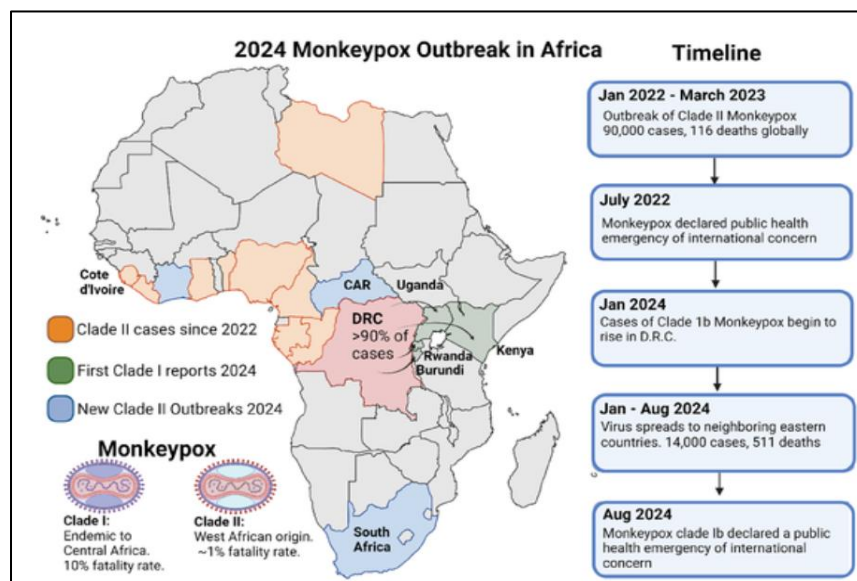 2024 Monkeypox Outbreak in Africa
Cote
d'Ivoire
CAR
Uganda
DRC
>90% of
cases
Rwanda
Burundi
Kenya
South
Africa
Clade II cases since 2022
First Clade I reports 2024
New Clade II Outbreaks 2024
Monkeypox
Clade I:
Endemic to
Central Africa.
10% fatality rate.
Clade II:
West African origin.
~1% fatality rate.
Timeline
Jan 2022 - March 2023
Outbreak of Clade II Monkeypox
90,000 cases, 116 deaths globally
July 2022
Monkeypox declared public health
emergency of international concern
Jan 2024
Cases of Clade 1b Monkeypox begin to
rise in D.R.C.
Jan - Aug 2024
Virus spreads to neighboring eastern
countries. 14,000 cases, 511 deaths
Aug 2024
Monkeypox clade Ib declared a public
health emergency of international
concern